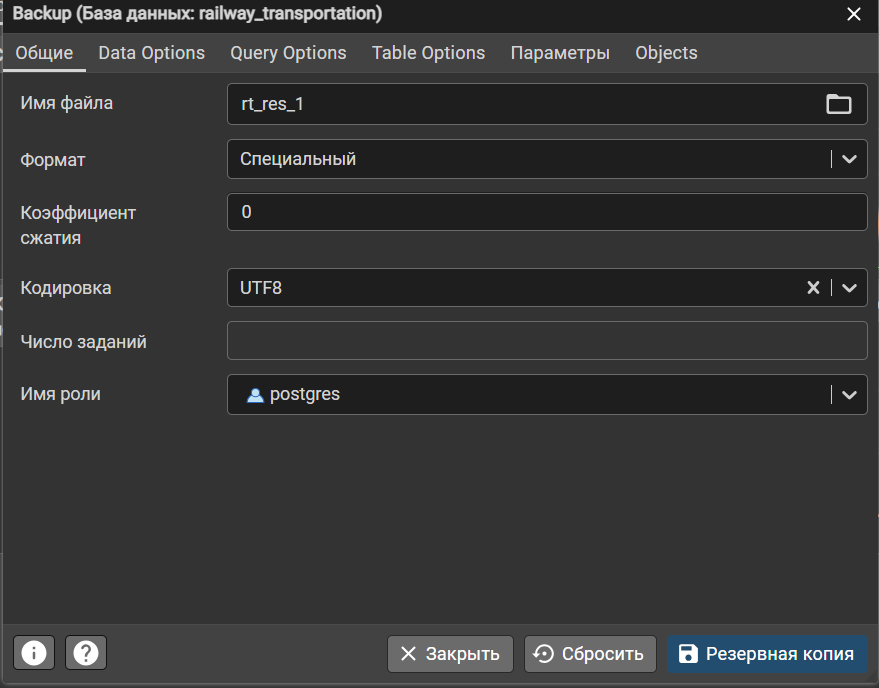 Backup (База данных: railway_transportation)
Общие Data Options Query Options Table Options Параметры Objects
Имя файла rt_res_1
Формат Специальный
Коэффициент
сжатия 0
Кодировка UTF8
Число заданий
Имя роли postgres
Закрыть Сбросить Резервная копия